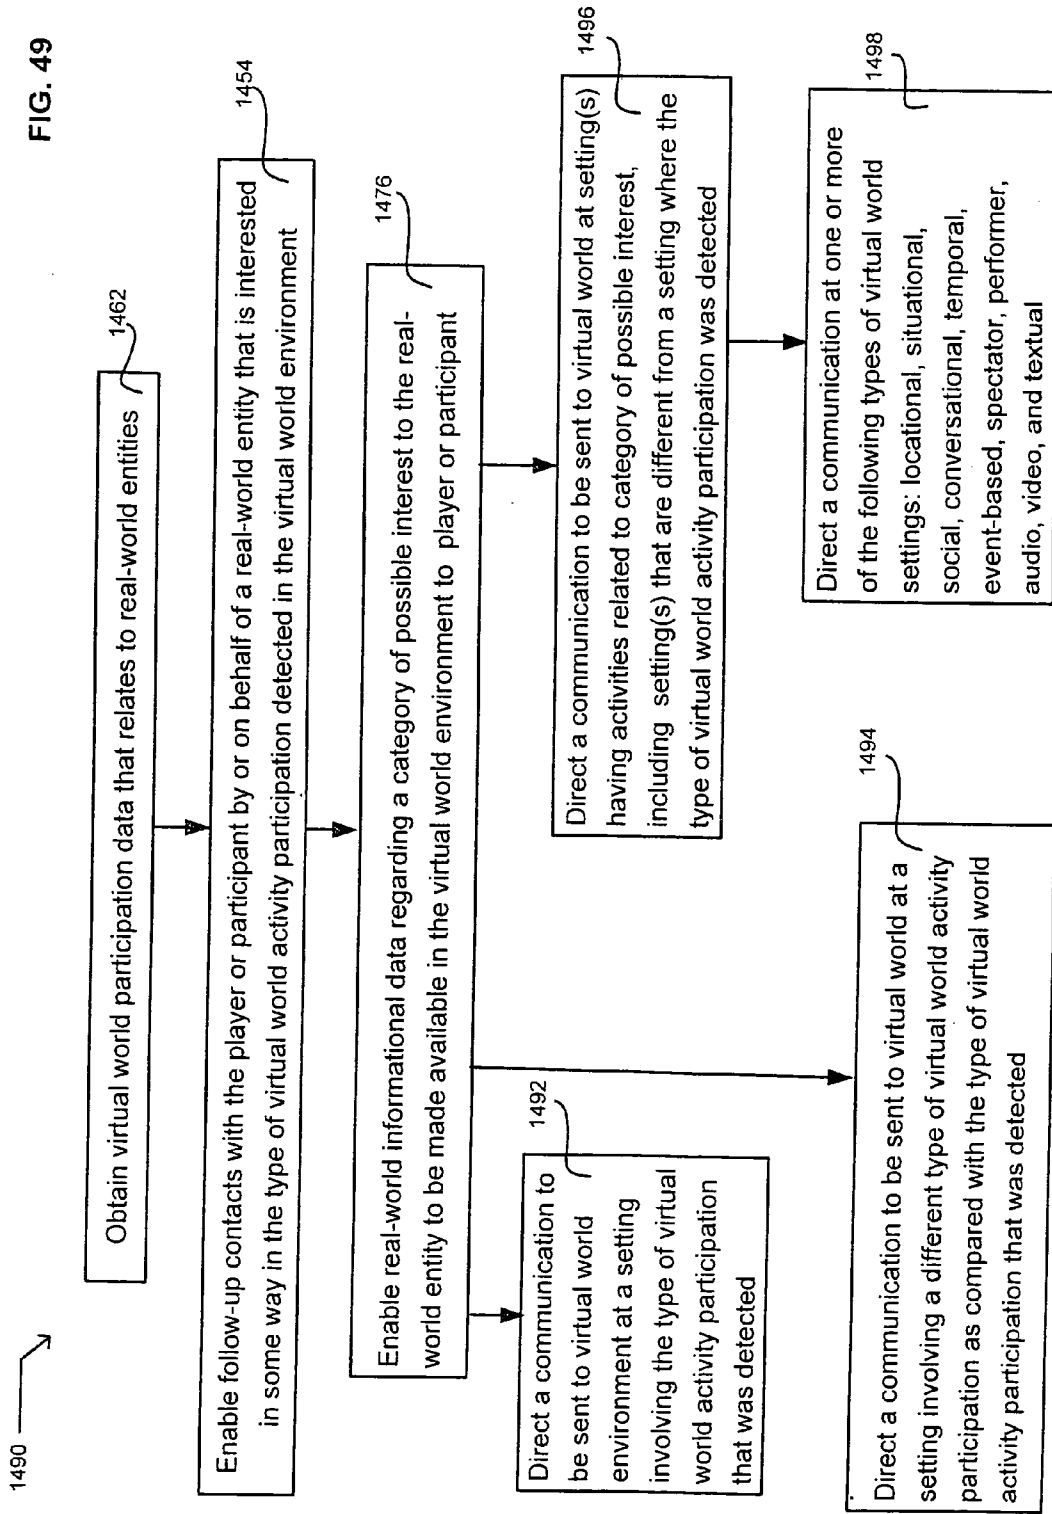 FIG. 49
1490
1462
Obtain virtual world participation data that relates to real-world entities
1454
Enable follow-up contacts with the player or participant by or on behalf of a real-world entity that is interested
in some way in the type of virtual world activity participation detected in the virtual world environment
1476
Enable real-world informational data regarding a category of possible interest to the real-
world entity to be made available in the virtual world environment to player or participant
1492
Direct a communication to
be sent to virtual world
environment at a setting
involving the type of virtual
world activity participation
that was detected
1496
Direct a communication to be sent to virtual world at setting(s)
having activities related to category of possible interest,
including setting(s) that are different from a setting where the
type of virtual world activity participation was detected
1494
Direct a communication to be sent to virtual world at a
setting involving a different type of virtual world activity
participation as compared with the type of virtual world
activity participation that was detected
1498
Direct a communication at one or more
of the following types of virtual world
settings: locational, situational,
social, conversational, temporal,
event-based, spectator, performer,
audio, video, and textual